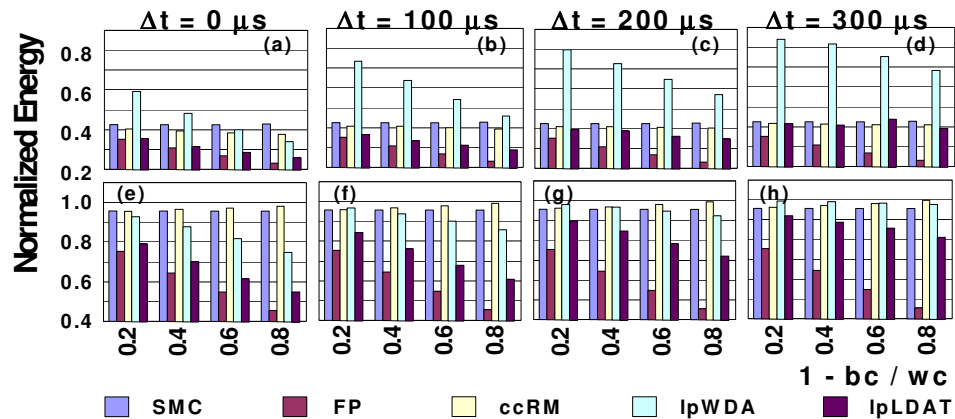 Δt = 0 µs Δt = 100 µs Δt = 200 µs Δt = 300 µs
(a) (b) (c) (d)
Normalized Energy
0.8
0.6
0.4
0.2
(e) (f) (g) (h)
1.0
0.8
0.6
0.4
0.2 0.4 0.6 0.8 0.2 0.4 0.6 0.8 0.2 0.4 0.6 0.8 0.2 0.4 0.6 0.8
1 - bc / wc
SMC FP ccRM lpWDA lpLDAT